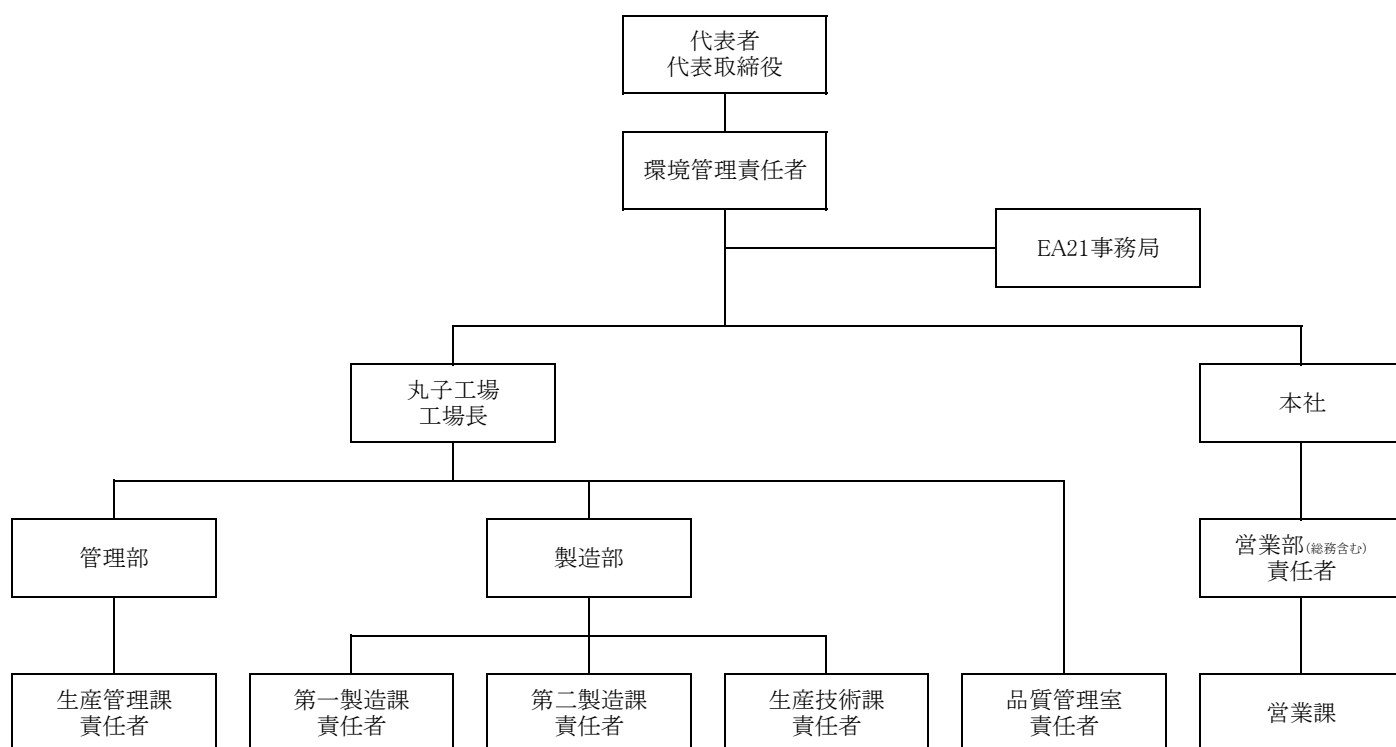 代表者
代表取締役
環境管理責任者
EA21事務局
丸子工場
工場長
本社
管理部
製造部
営業部(総務含む)
責任者
生産管理課
責任者
第一製造課
責任者
第二製造課
責任者
生産技術課
責任者
品質管理室
責任者
営業課